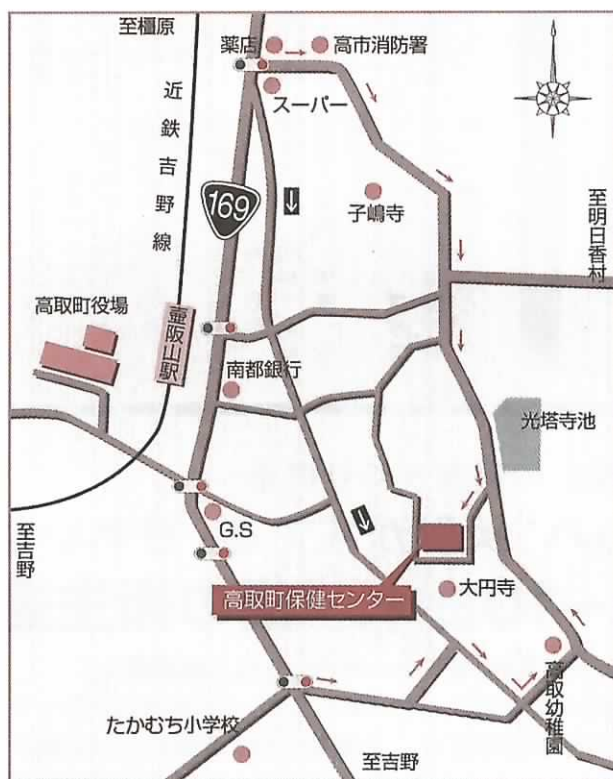 至橿原
薬店
高市消防署
スーパー
近鉄吉野線
169
子嶋寺
至明日香村
高取町役場
壷阪山駅
南都銀行
光塔寺池
至吉野
G.S
大円寺
高取町保健センター
高取幼稚園
たかむち小学校
至吉野